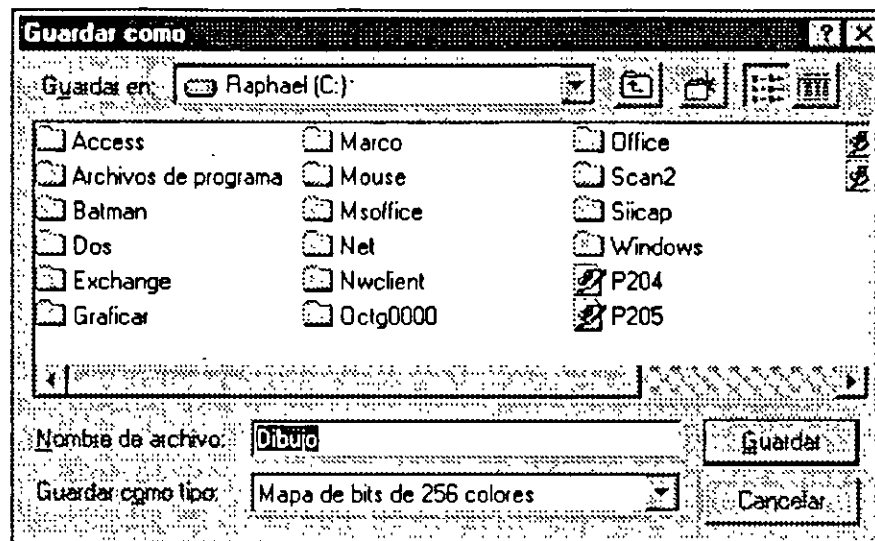 Guardar como
Guardar en: Raphael (C:)
Access Marco Office
Archivos de programa Mouse Scan2
Batman Msoffice Siicap
Dos Net Windows
Exchange Nwclient P204
Graficar Octg0000 P205
Nombre de archivo: Dibujo Guardar
Guardar como tipo: Mapa de bits de 256 colores Cancelar